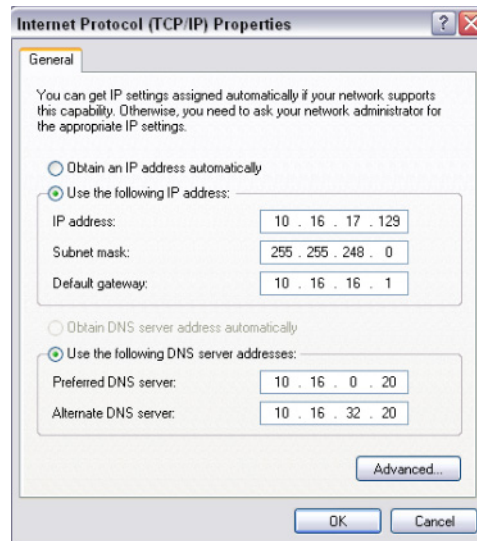 Internet Protocol (TCP/IP) Properties
General
You can get IP settings assigned automatically if your network supports
this capability. Otherwise, you need to ask your network administrator for
the appropriate IP settings.
Obtain an IP address automatically
Use the following IP address:
IP address: 10 . 16 . 17 . 129
Subnet mask: 255 . 255 . 248 . 0
Default gateway: 10 . 16 . 16 . 1
Obtain DNS server address automatically
Use the following DNS server addresses:
Preferred DNS server: 10 . 16 . 0 . 20
Alternate DNS server: 10 . 16 . 32 . 20
Advanced...
OK Cancel